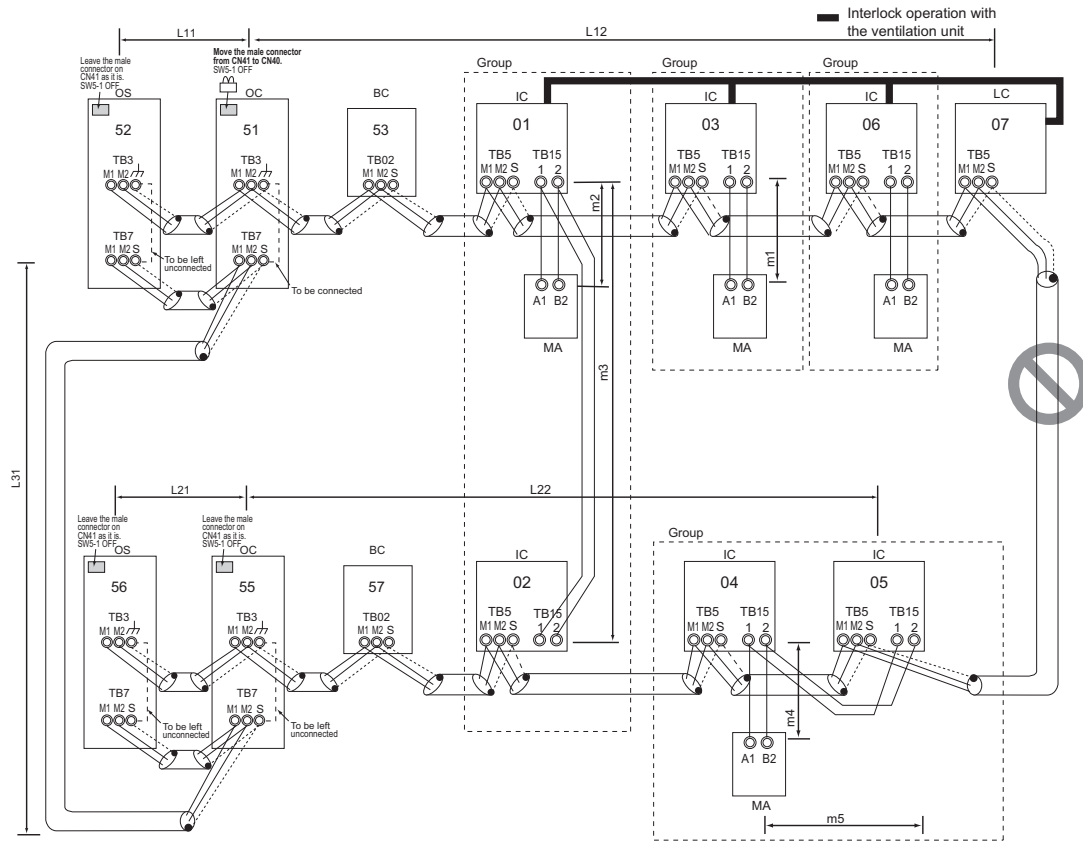 Interlock operation with
the ventilation unit
L11
L12
Leave the male
connector on
CN41 as it is.
SW5-1 OFF
Move the male connector
from CN41 to CN40.
SW5-1 OFF
OS
OC
BC
Group
Group
Group
IC
IC
IC
LC
52
51
53
01
03
06
07
TB3
M1 M2
TB3
M1 M2
TB02
M1 M2 S
TB5
M1 M2 S
TB15
1 2
TB5
M1 M2 S
TB15
1 2
TB5
M1 M2 S
TB15
1 2
TB5
M1 M2 S
TB7
M1 M2 S
To be left
unconnected
TB7
M1 M2 S
To be connected
m2
m1
A1 B2
MA
A1 B2
MA
A1 B2
MA
m3
L31
L21
L22
Leave the male
connector on
CN41 as it is.
SW5-1 OFF
Leave the male
connector on
CN41 as it is.
SW5-1 OFF
OS
OC
BC
IC
Group
IC
IC
56
55
57
02
04
05
TB3
M1 M2
TB3
M1 M2
TB02
M1 M2 S
TB5
M1 M2 S
TB15
1 2
TB5
M1 M2 S
TB15
1 2
TB5
M1 M2 S
TB15
1 2
TB7
M1 M2 S
To be left
unconnected
TB7
M1 M2 S
To be left
unconnected
m4
A1 B2
MA
m5